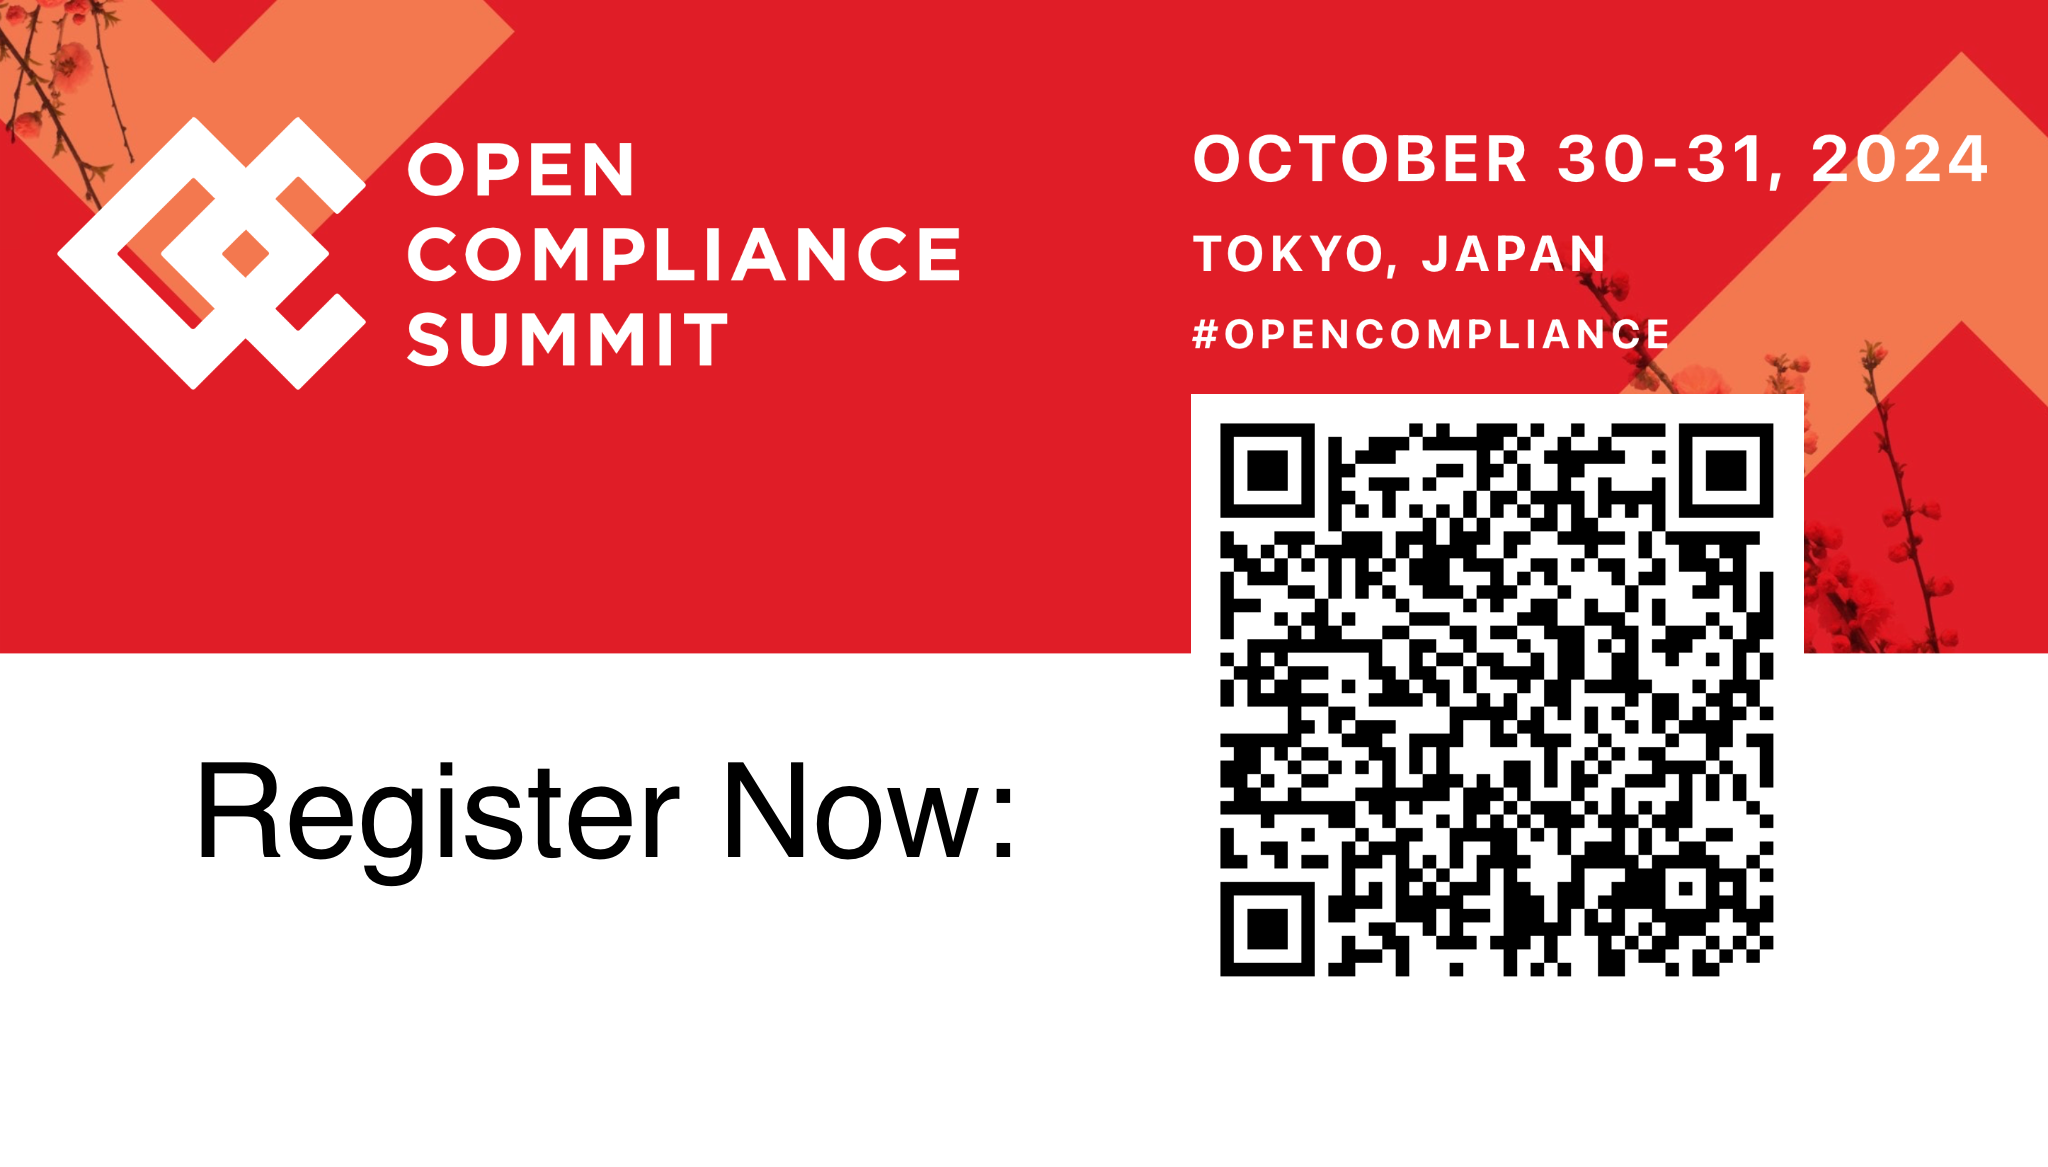 OPEN
COMPLIANCE
SUMMIT
OCTOBER 30-31, 2024
TOKYO, JAPAN
#OPENCOMPLIANCE
Register Now: